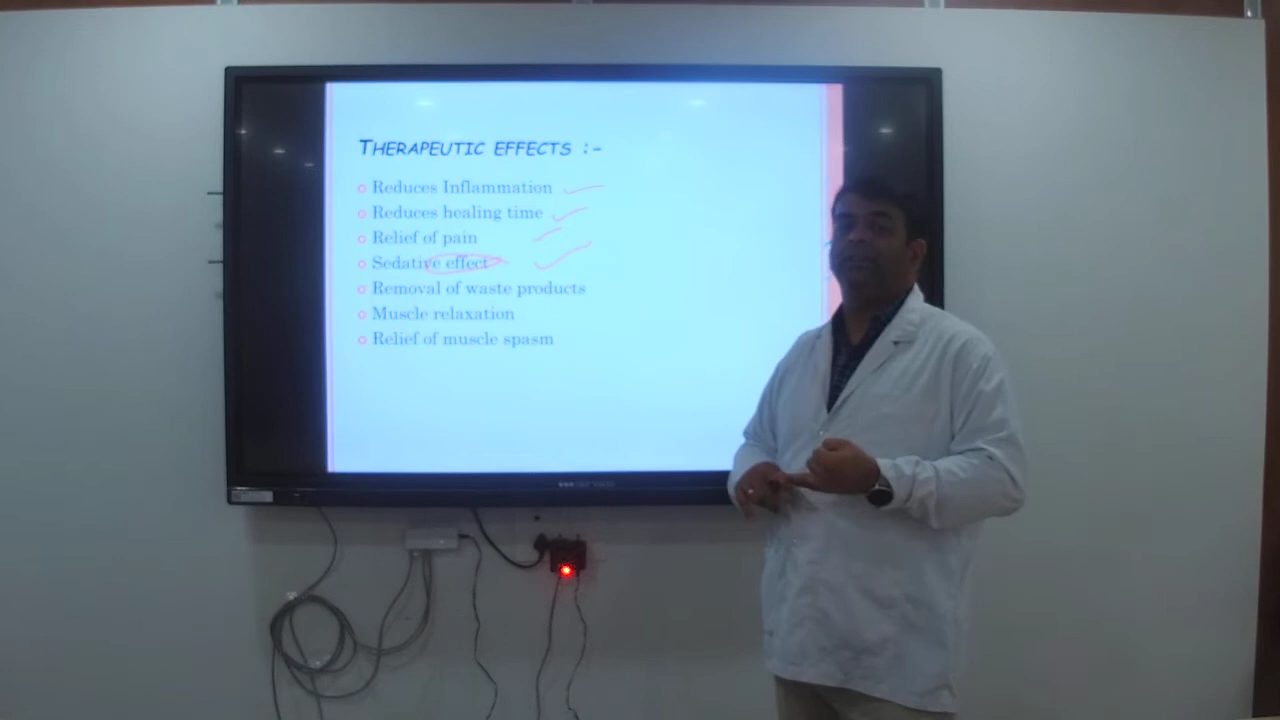 THERAPEUTIC EFFECTS :-
Reduces Inflammation
Reduces healing time
Relief of pain
Sedative effect
Removal of waste products
Muscle relaxation
Relief of muscle spasm